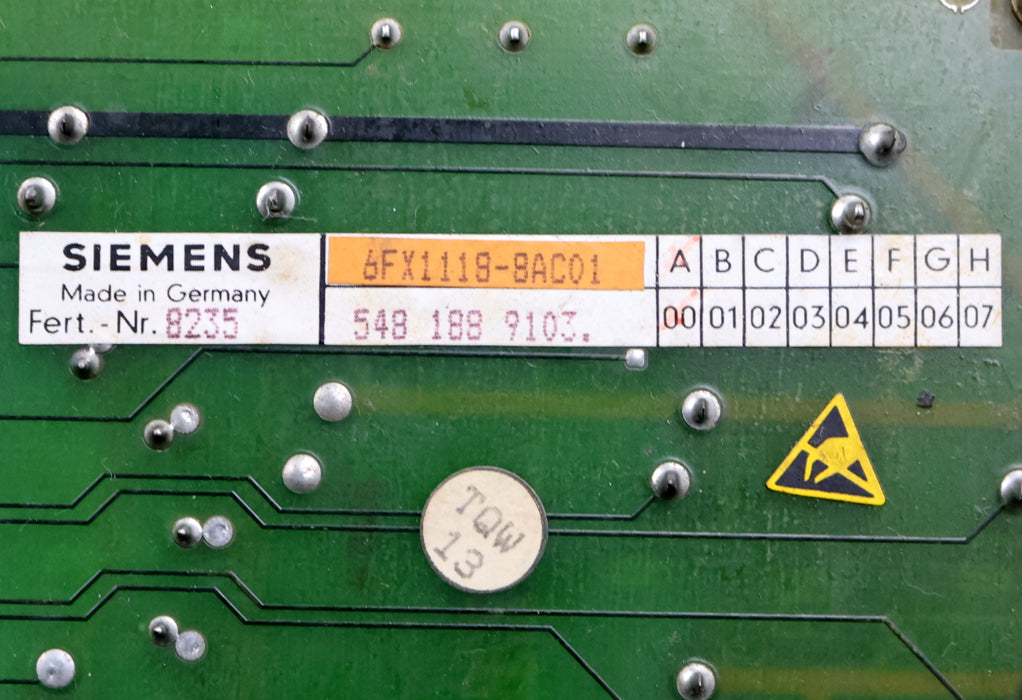 SIEMENS
Made in Germany
Fert.-Nr. 8235
6FX1118-8AC01
548 188 9103.
A B C D E F G H
00 01 02 03 04 05 06 07
TQW
13